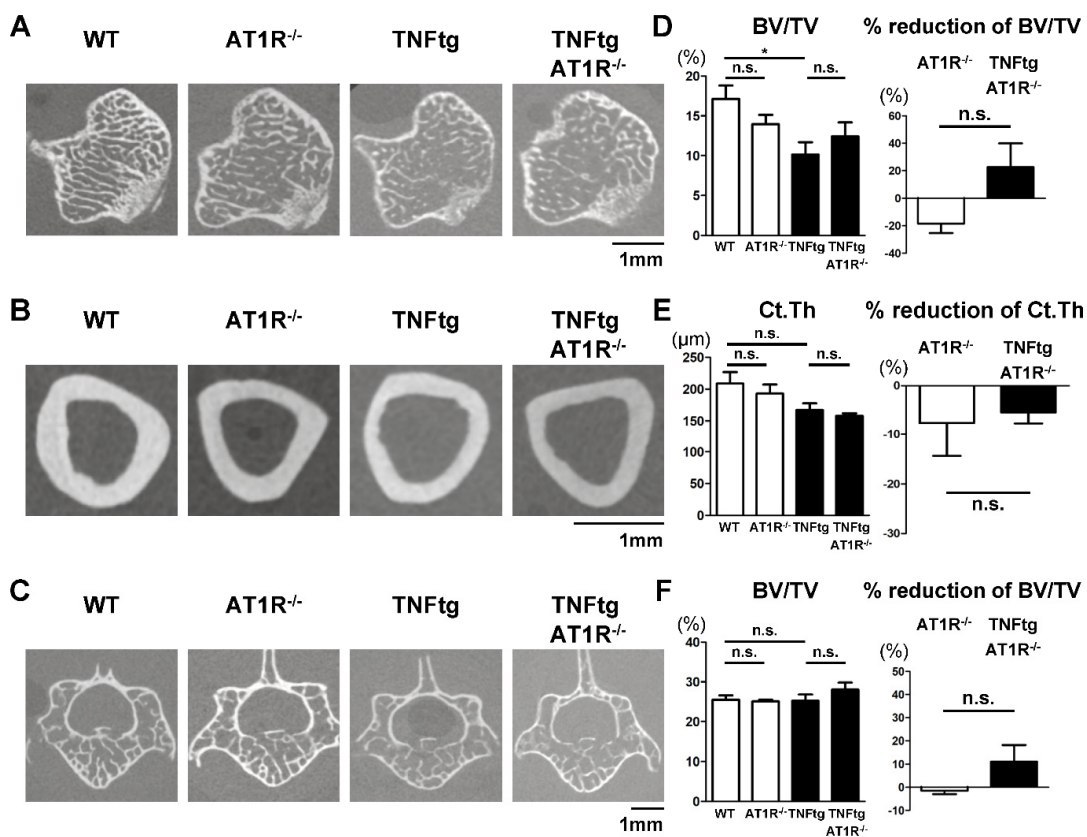 A
WT
AT1R-/-
TNFtg
TNFtg
AT1R-/-
1mm
B
WT
AT1R-/-
TNFtg
TNFtg
AT1R-/-
1mm
C
WT
AT1R-/-
TNFtg
TNFtg
AT1R-/-
1mm
D
BV/TV
(%)
*
n.s.
n.s.
20
15
10
5
0
WT
AT1R-/-
TNFtg
TNFtg
AT1R-/-
% reduction of BV/TV
AT1R-/-
TNFtg
AT1R-/-
(%)
n.s.
60
40
20
0
-20
-40
E
Ct.Th
(μm)
n.s.
n.s.
n.s.
250
200
150
100
50
0
WT
AT1R-/-
TNFtg
TNFtg
AT1R-/-
% reduction of Ct.Th
AT1R-/-
TNFtg
AT1R-/-
(%)
0
-10
-20
-30
n.s.
F
BV/TV
(%)
n.s.
n.s.
n.s.
40
30
20
10
0
WT
AT1R-/-
TNFtg
TNFtg
AT1R-/-
% reduction of BV/TV
AT1R-/-
TNFtg
AT1R-/-
(%)
n.s.
50
40
30
20
10
0
-10